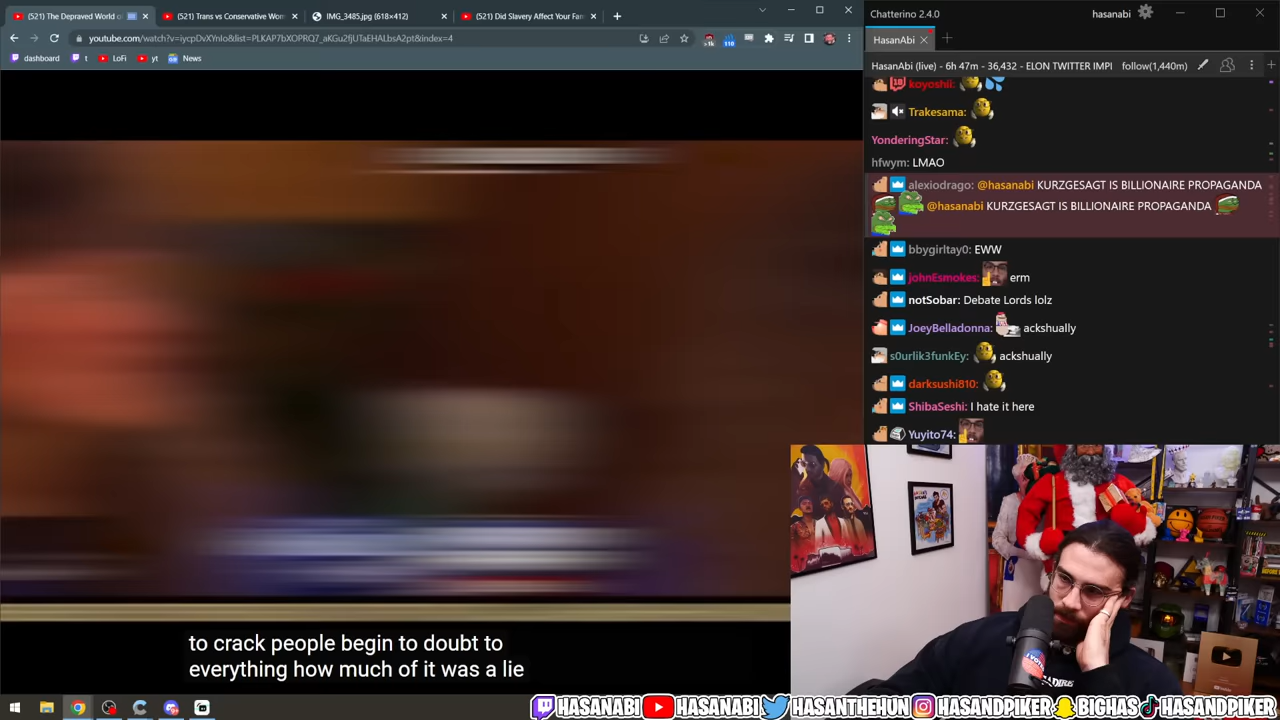 (521) The Depraved World of
(521) Trans vs Conservative Wom
IMG_3485.jpg (618×412)
(521) Did Slavery Affect Your Fam
youtube.com/watch?v=iycpDvXYnIo&list=PLKAP7bXOPRQ7_aKGu2fjUTaEHALbsA2pt&index=4
dashboard
t
LoFi
yt
News
Chatterino 2.4.0
hasanabi
HasanAbi
HasanAbi (live) - 6h 47m - 36,432 - ELON TWITTER IMPI
follow(1,440m)
koyoshii:
Trakesama:
YonderingStar:
hfwym: LMAO
alexiodrago: @hasanabi KURZGESAGT IS BILLIONAIRE PROPAGANDA
@hasanabi KURZGESAGT IS BILLIONAIRE PROPAGANDA
bbygirltay0: EWW
johnEsmokes: erm
notSobar: Debate Lords lolz
JoeyBelladonna: ackshually
s0urlik3funkEy: ackshually
darksushi810:
ShibaSeshi: I hate it here
Yuyito74:
to crack people begin to doubt to
everything how much of it was a lie
HASANABI
HASANABI
HASANTHEHUN
HASANDPIKER
BIGHAS
HASANDPIKER